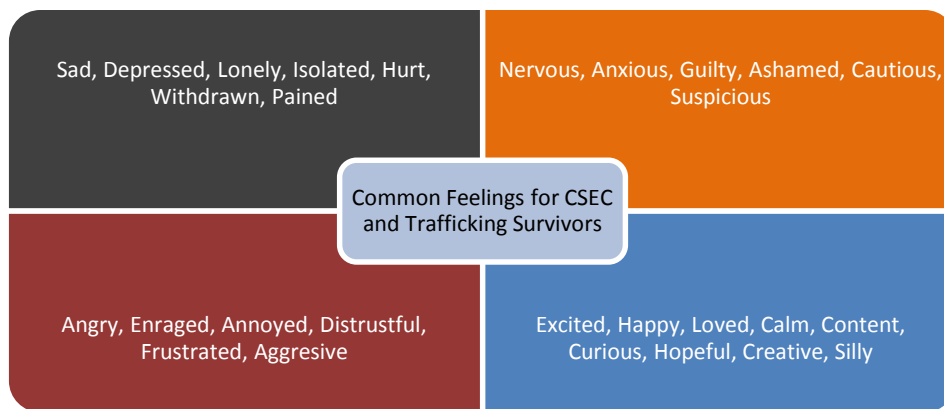 Sad, Depressed, Lonely, Isolated, Hurt,
Withdrawn, Pained
Nervous, Anxious, Guilty, Ashamed, Cautious,
Suspicious
Common Feelings for CSEC
and Trafficking Survivors
Angry, Enraged, Annoyed, Distrustful,
Frustrated, Aggresive
Excited, Happy, Loved, Calm, Content,
Curious, Hopeful, Creative, Silly